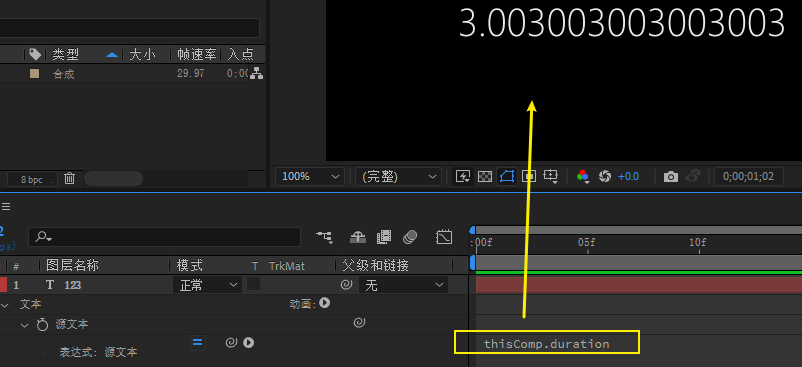 3.003003003003003
类型 大小 帧速率 入点
合成 29.97 0;00
8 bpc
100% (完整) +0.0 0;00;01;02
:00f 05f 10f
# 图层名称 模式 T TrkMat 父级和链接
1 T 123 正常 无
文本 动画:
源文本
表达式: 源文本 thisComp.duration